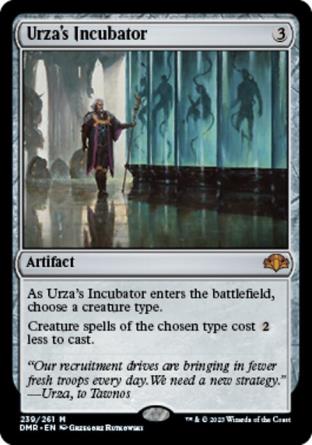 Urza's Incubator 3
Artifact
As Urza's Incubator enters the battlefield,
choose a creature type.
Creature spells of the chosen type cost 2
less to cast.
“Our recruitment drives are bringing in fewer
fresh troops every day.We need a new strategy.”
—Urza, to Tawnos
239/261 M
DMR • EN Grzegorz Rutkowski
™ & © 2023 Wizards of the Coast